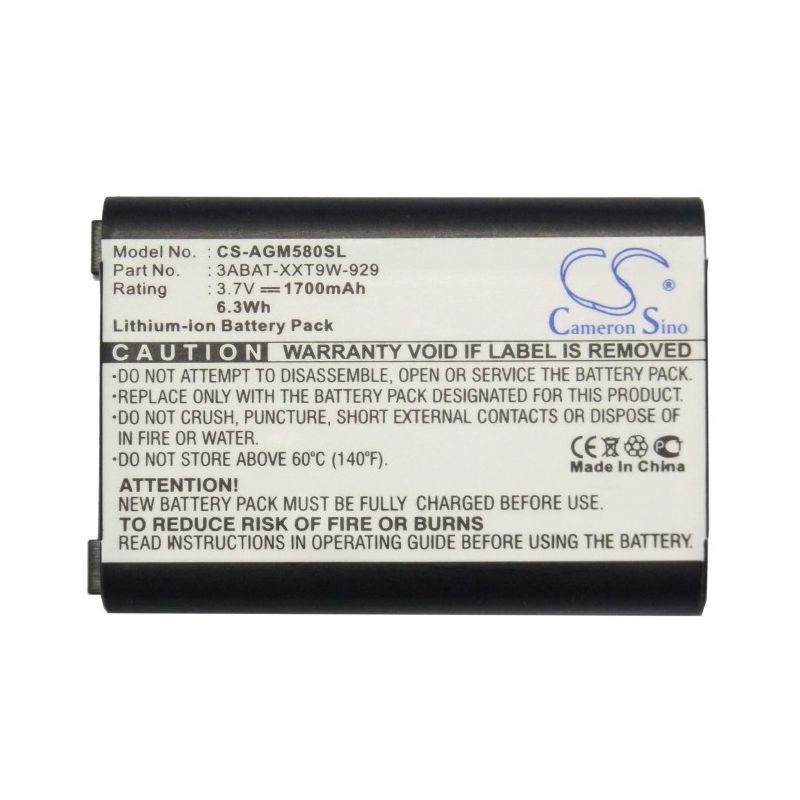 Model No. : CS-AGM580SL
Part No. : 3ABAT-XXT9W-929
Rating : 3.7V 1700mAh
6.3Wh
Lithium-ion Battery Pack
CS ®
Cameron Sino
CAUTION WARRANTY VOID IF LABEL IS REMOVED
•DO NOT ATTEMPT TO DISASSEMBLE, OPEN OR SERVICE THE BATTERY PACK.
•REPLACE ONLY WITH THE BATTERY PACK DESIGNATED FOR THIS PRODUCT.
•DO NOT CRUSH, PUNCTURE, SHORT EXTERNAL CONTACTS OR DISPOSE OF
IN FIRE OR WATER.
•DO NOT STORE ABOVE 60°C (140°F).
CE PCT
Made In China
ATTENTION!
NEW BATTERY PACK MUST BE FULLY CHARGED BEFORE USE
TO REDUCE RISK OF FIRE OR BURNS
READ INSTRUCTIONS IN OPERATING GUIDE BEFORE USING BATTERY PACK.